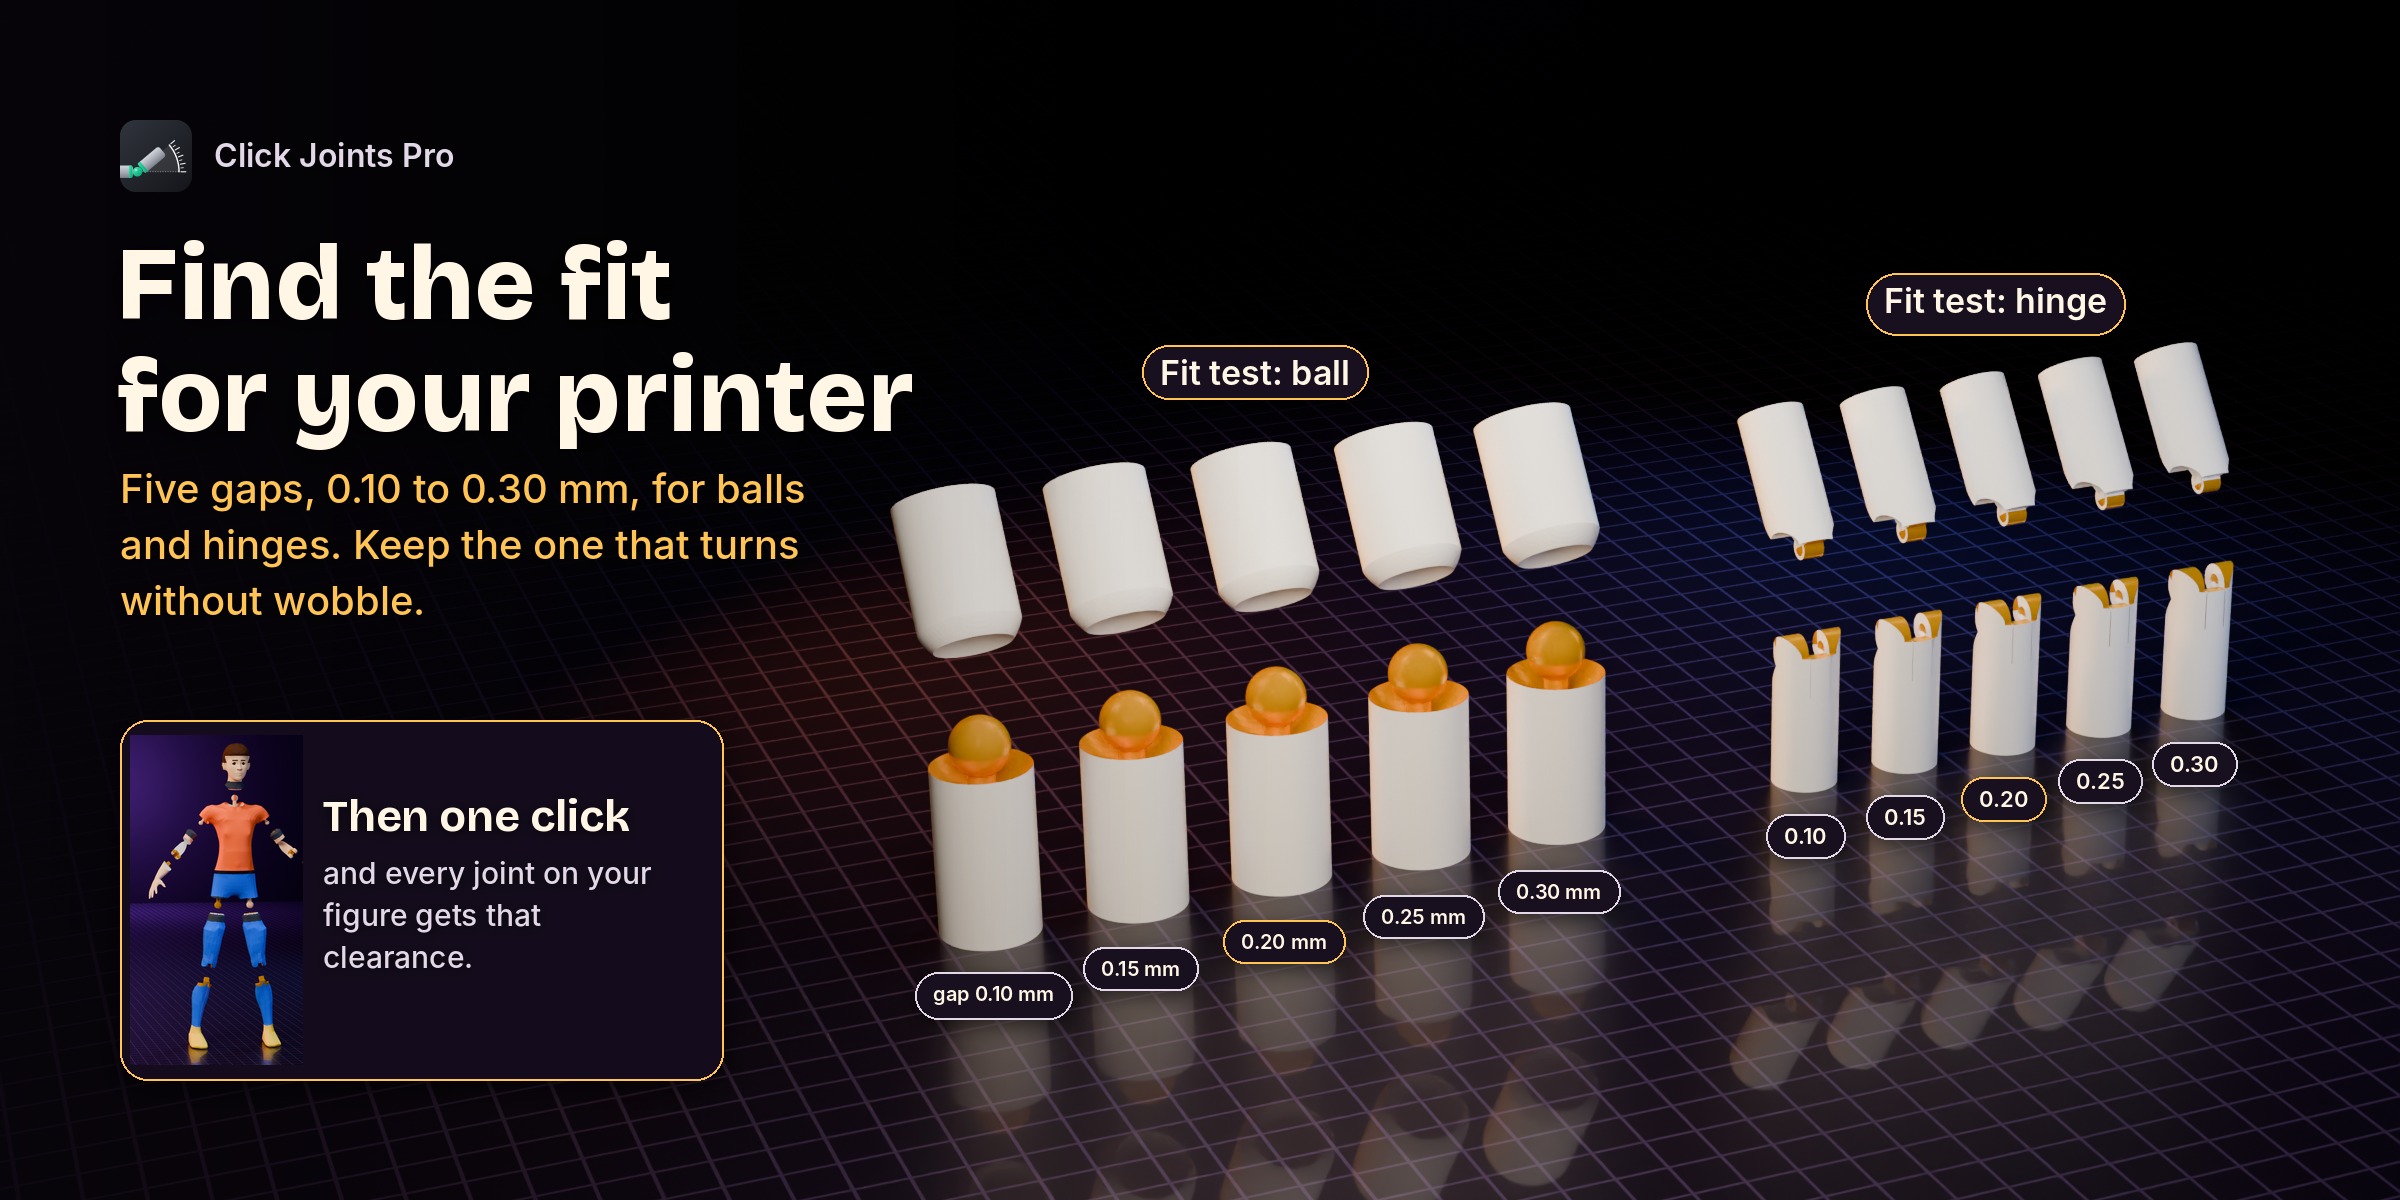 Click Joints Pro
Find the fit
for your printer
Five gaps, 0.10 to 0.30 mm, for balls
and hinges. Keep the one that turns
without wobble.
Then one click
and every joint on your
figure gets that
clearance.
Fit test: ball
gap 0.10 mm
0.15 mm
0.20 mm
0.25 mm
0.30 mm
Fit test: hinge
0.10
0.15
0.20
0.25
0.30